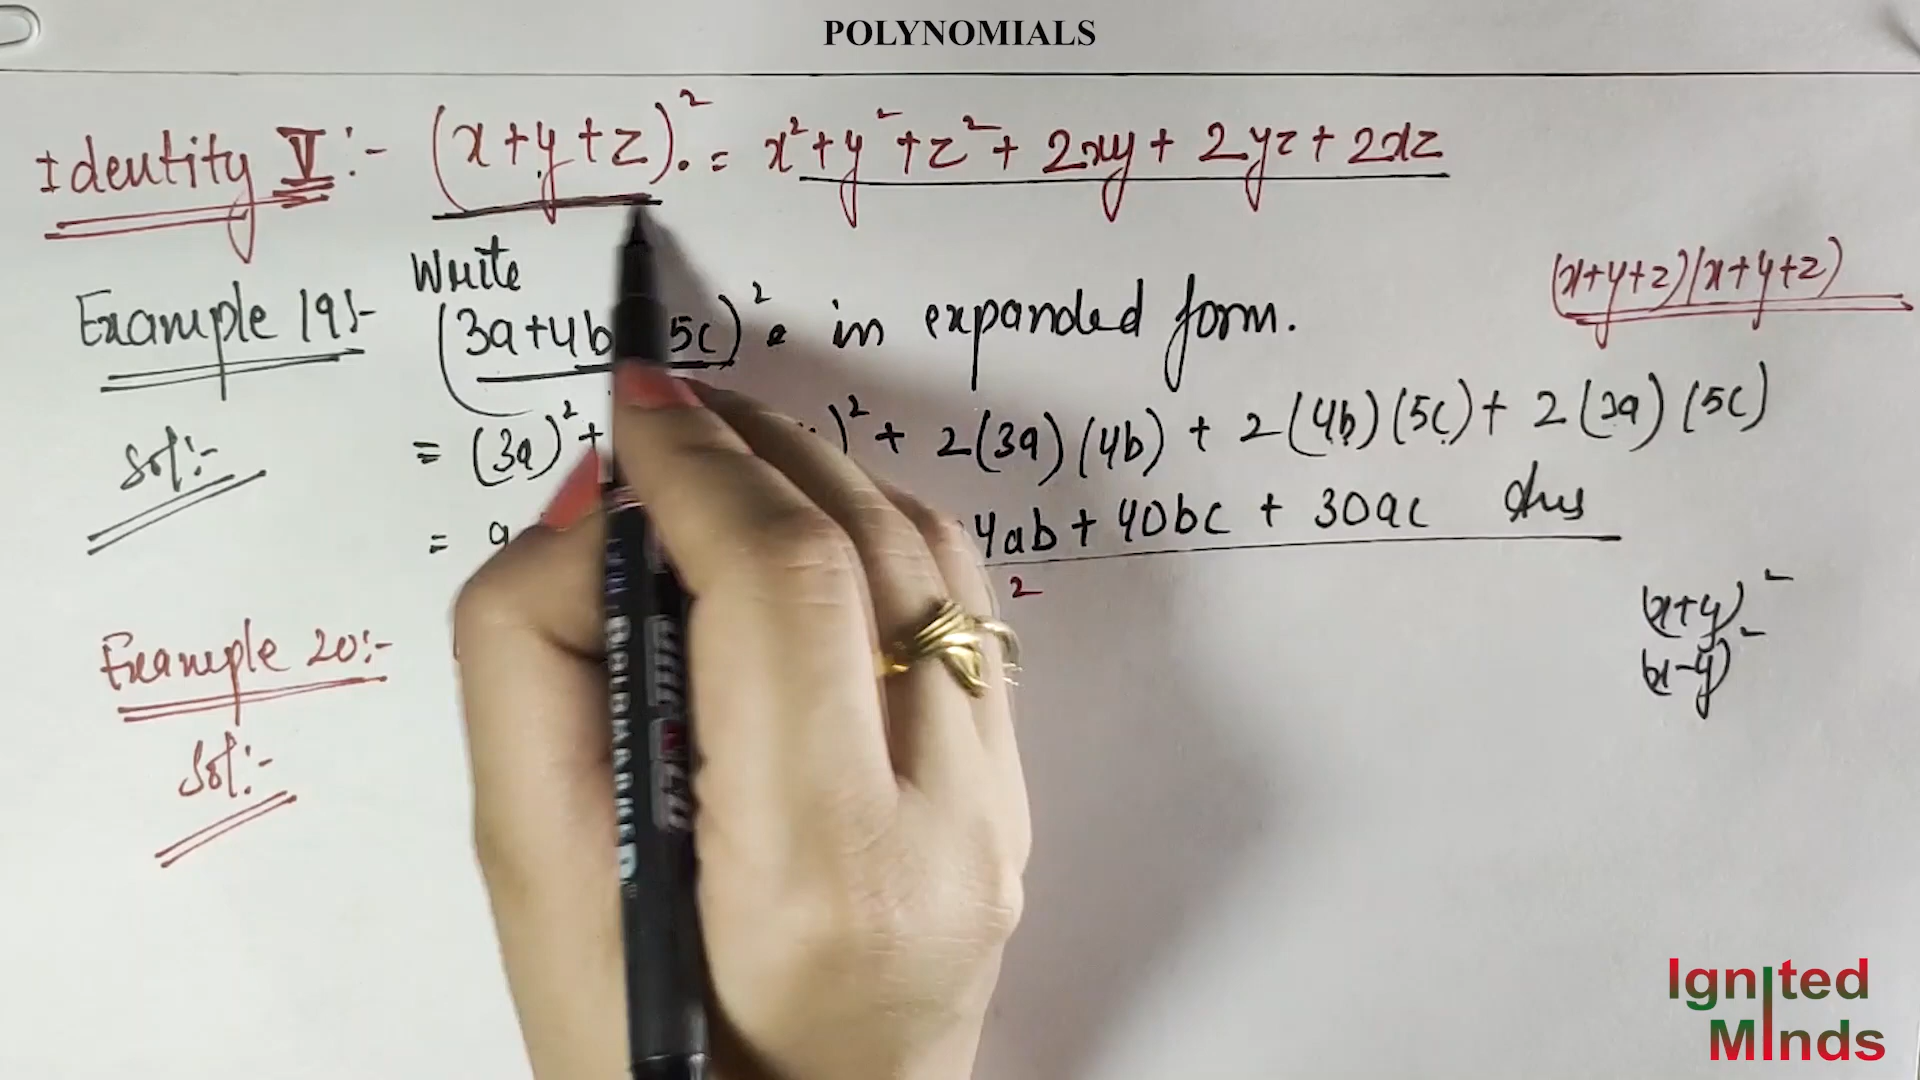 POLYNOMIALS
Identity V:- (x+y+z)² = x²+y²+z²+ 2xy+ 2yz+ 2xz
(x+y+z)(x+y+z)
Write
Example 19:- (3a+4b 5c)² in expanded form.
Sol:- = (3a)²+ )²+ 2(3a)(4b) + 2(4b)(5c)+ 2(3a)(5c)
= 9 4ab+40bc + 30ac Ans
2
(x+y)²
(x-y)²
Example 20:-
Sol:-
Ignited
Minds
MADE